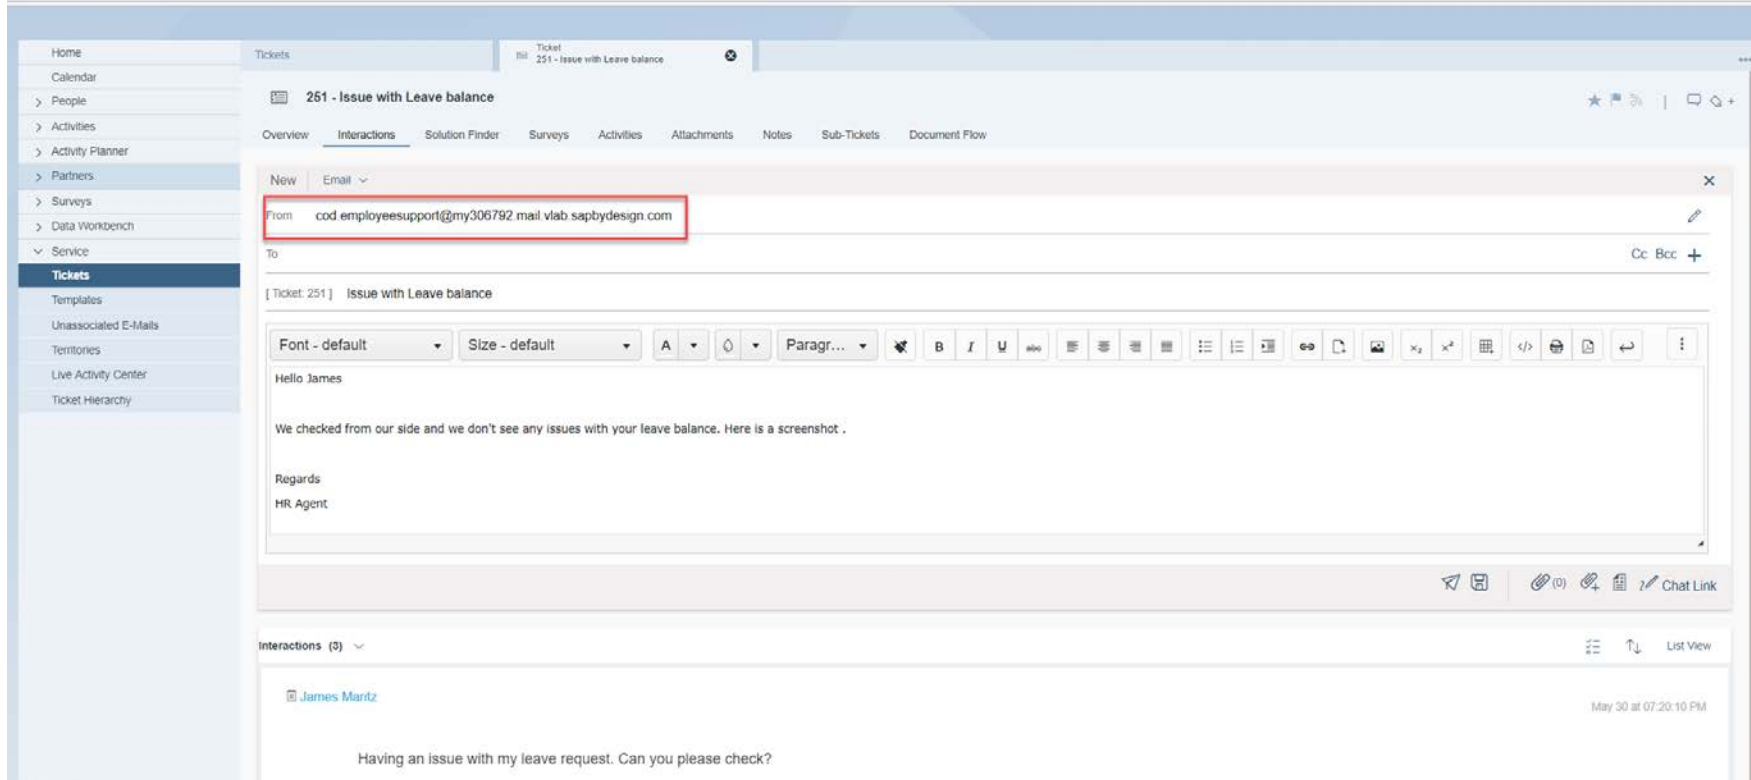 Home
Calendar
People
Activities
Activity Planner
Partners
Surveys
Data Workbench
Service
Tickets
Templates
Unassociated E-Mails
Territories
Live Activity Center
Ticket Hierarchy
Tickets
Ticket
251 - Issue with Leave balance
251 - Issue with Leave balance
Overview Interactions Solution Finder Surveys Activities Attachments Notes Sub-Tickets Document Flow
New Email
From cod.employeesupport@my306792.mail.vlab.sapbydesign.com
To Cc Bcc
[ Ticket: 251 ] Issue with Leave balance
Font - default Size - default A Paragr... B I U abc x₂ x²
Hello James
We checked from our side and we don't see any issues with your leave balance. Here is a screenshot .
Regards
HR Agent
(0) Chat Link
Interactions (3) List View
James Maritz
May 30 at 07:20:10 PM
Having an issue with my leave request. Can you please check?